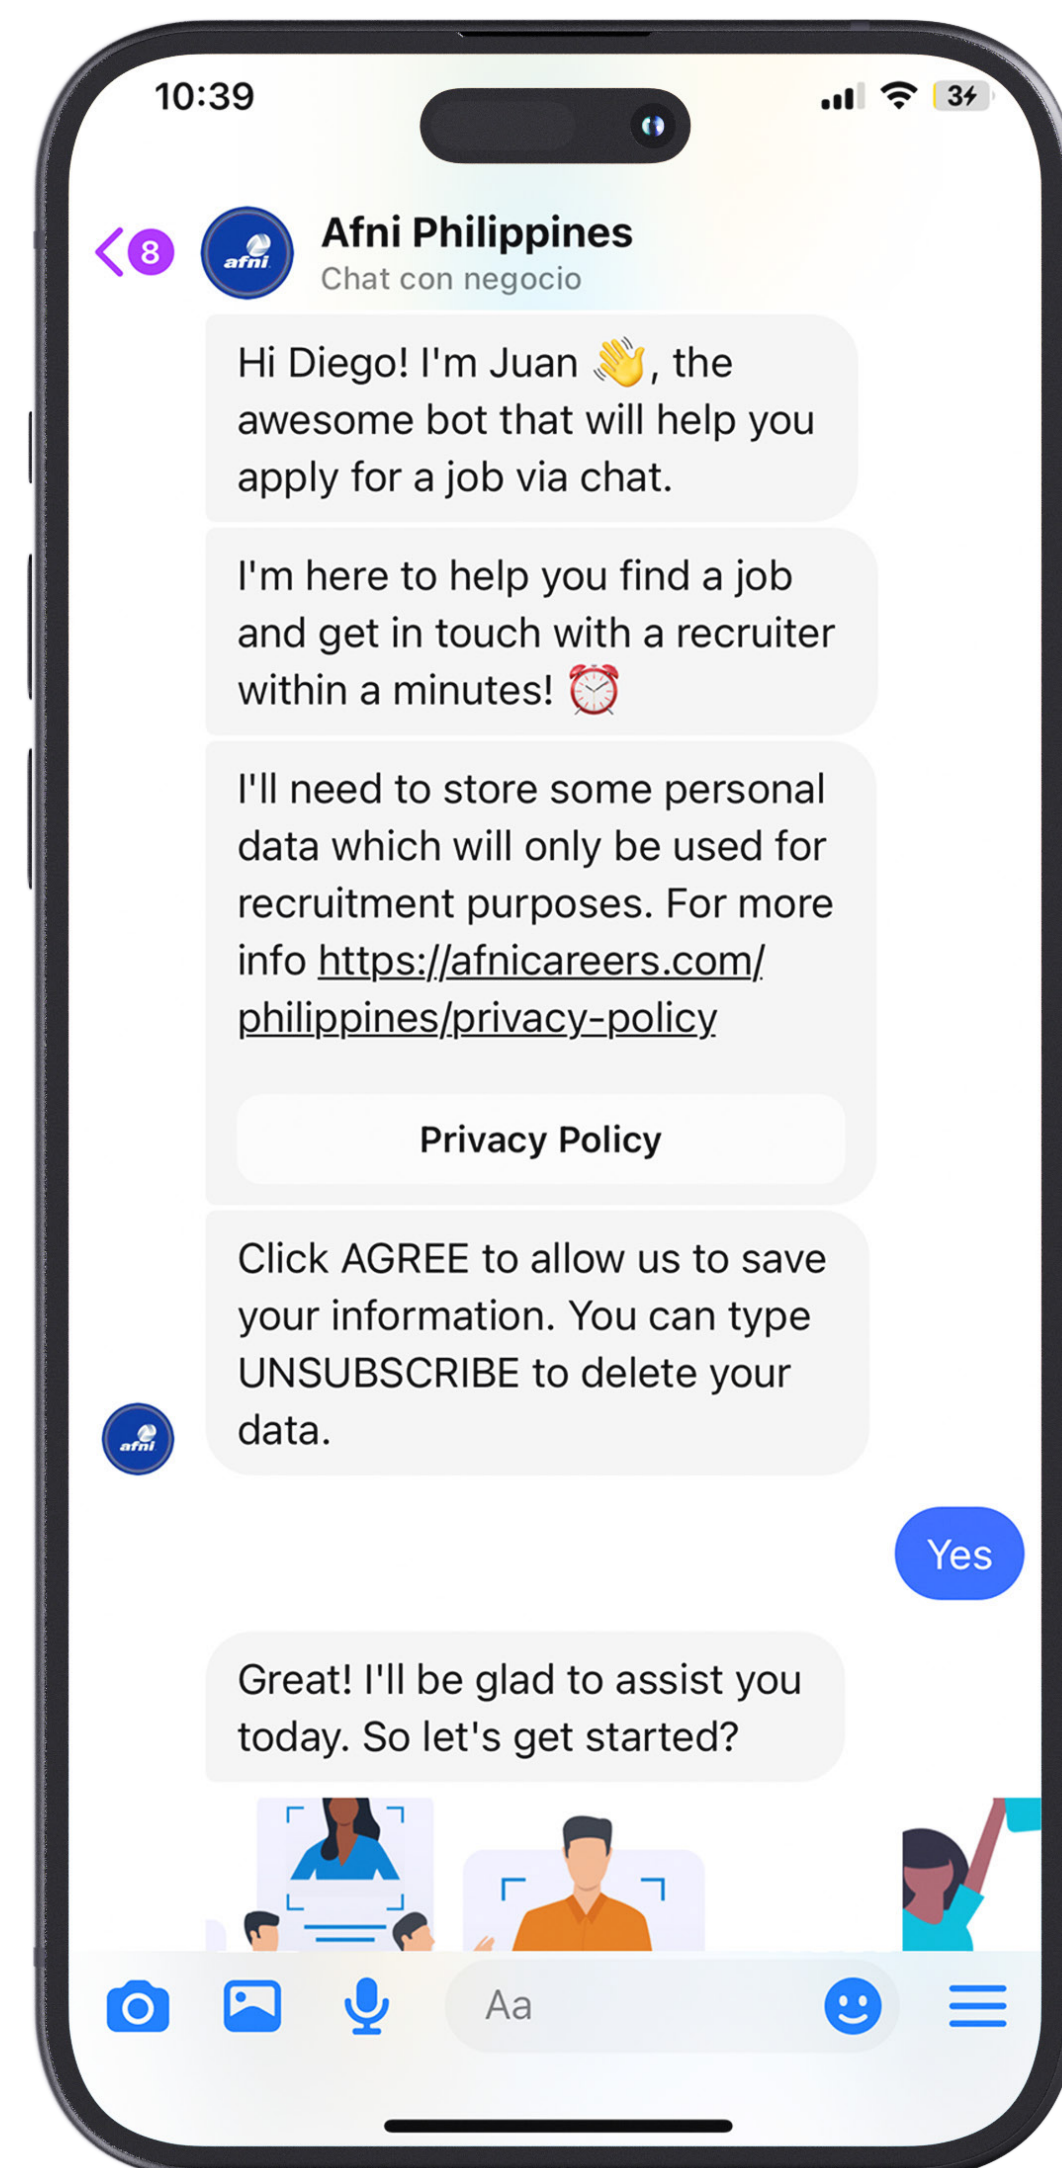 10:39
3
8
afni
Afni Philippines
Chat con negocio
Hi Diego! I'm Juan 👋, the
awesome bot that will help you
apply for a job via chat.
I'm here to help you find a job
and get in touch with a recruiter
within a minutes! ⏰
I'll need to store some personal
data which will only be used for
recruitment purposes. For more
info https://afnicareers.com/
philippines/privacy-policy
Privacy Policy
Click AGREE to allow us to save
your information. You can type
UNSUBSCRIBE to delete your
data.
afni
Yes
Great! I'll be glad to assist you
today. So let's get started?
Aa